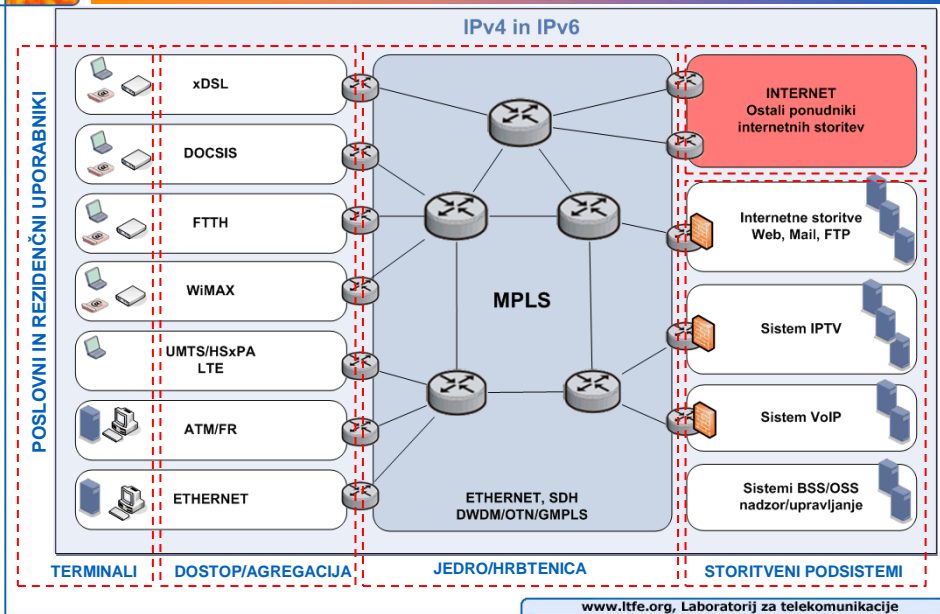 IPv4 in IPv6
POSLOVNI IN REZIDENČNI UPORABNIKI
xDSL
DOCSIS
FTTH
WiMAX
UMTS/HSxPA
LTE
ATM/FR
ETHERNET
MPLS
ETHERNET, SDH
DWDM/OTN/GMPLS
INTERNET
Ostali ponudniki
internetnih storitev
Internetne storitve
Web, Mail, FTP
Sistem IPTV
Sistem VoIP
Sistemi BSS/OSS
nadzor/upravljanje
TERMINALI
DOSTOP/AGREGACIJA
JEDRO/HRBTENICA
STORITVENI PODSISTEMI
www.ltfe.org, Laboratorij za telekomunikacije